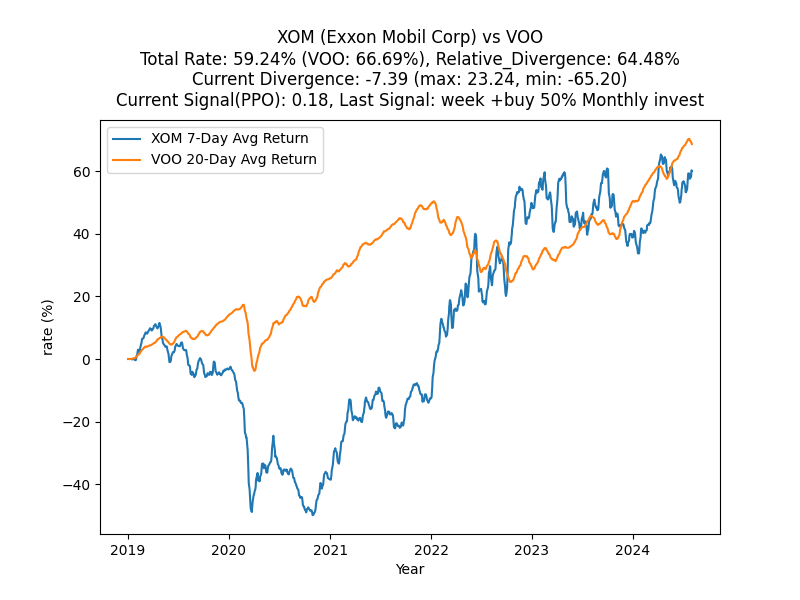 XOM (Exxon Mobil Corp) vs VOO
Total Rate: 59.24% (VOO: 66.69%), Relative_Divergence: 64.48%
Current Divergence: -7.39 (max: 23.24, min: -65.20)
Current Signal(PPO): 0.18, Last Signal: week +buy 50% Monthly invest
XOM 7-Day Avg Return
VOO 20-Day Avg Return
rate (%)
60
40
20
0
−20
−40
2019
2020
2021
2022
2023
2024
Year